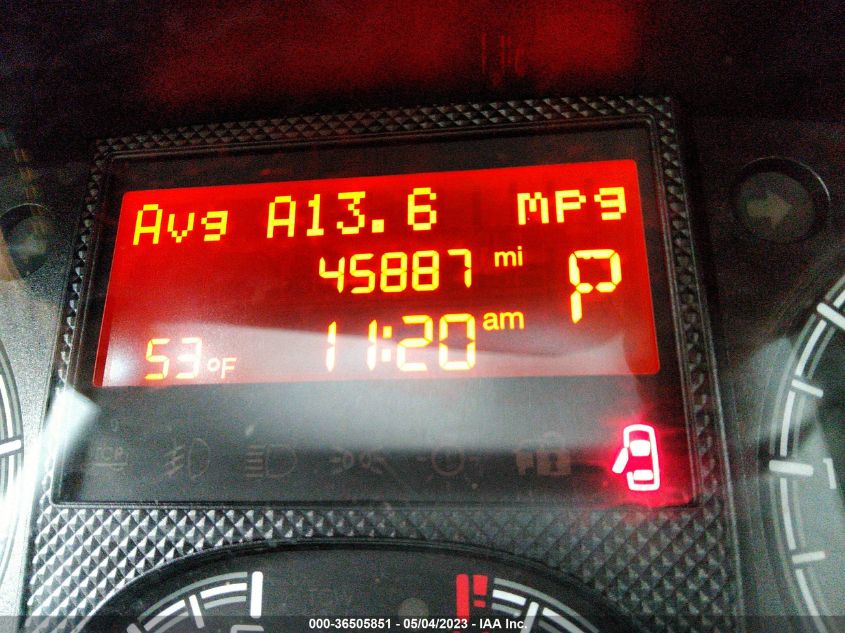 Avg A13.6 mpg
45887 mi
P
11:20 am
53°F
000-36505851 - 05/04/2023 - IAA Inc.